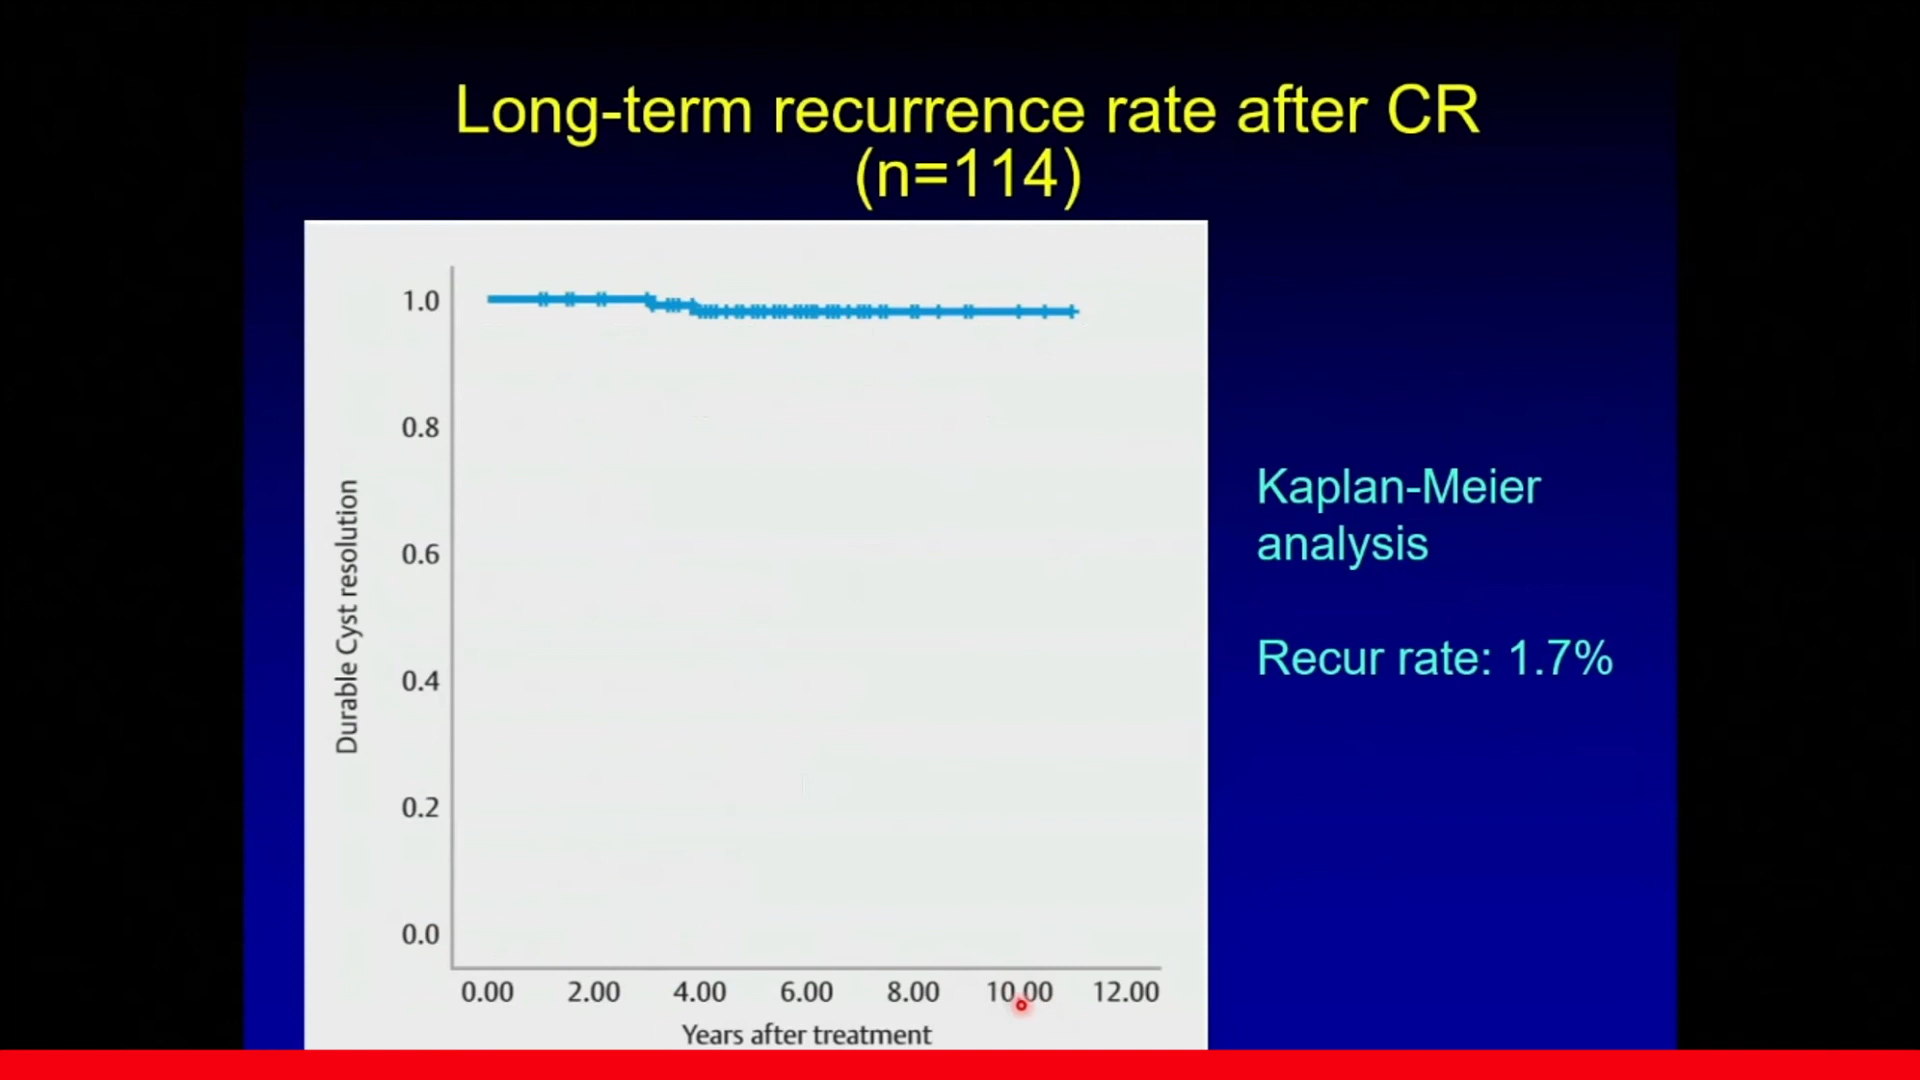 Long-term recurrence rate after CR
(n=114)
1.0
0.8
0.6
0.4
0.2
0.0
Durable Cyst resolution
0.00 2.00 4.00 6.00 8.00 10.00 12.00
Years after treatment
Kaplan-Meier
analysis
Recur rate: 1.7%